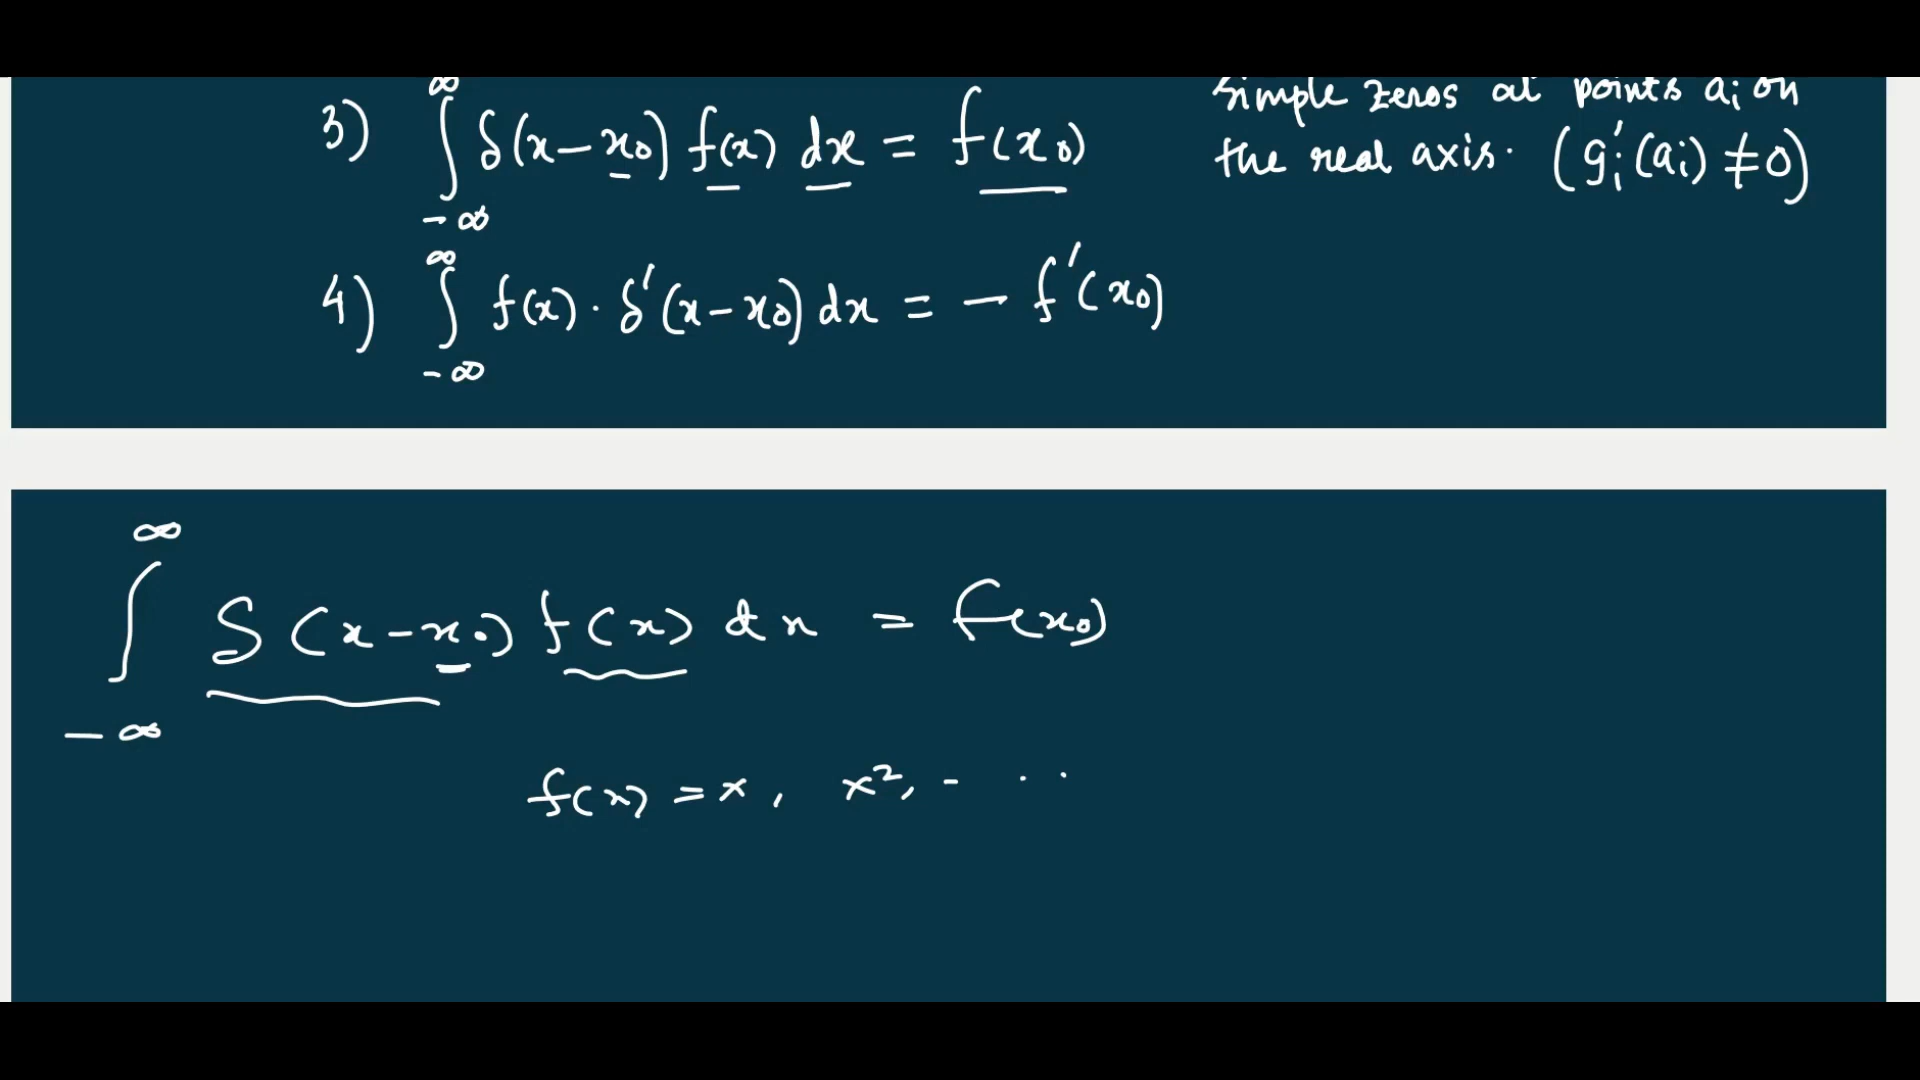 3) ∫_{-∞}^{∞} δ(x-x₀) f(x) dx = f(x₀)
4) ∫_{-∞}^{∞} f(x) · δ'(x-x₀) dx = - f'(x₀)
simple zeros at points aᵢ on
the real axis. (gᵢ'(aᵢ) ≠ 0)
∫_{-∞}^{∞} δ(x-x₀) f(x) dx = f(x₀)
f(x) = x, x², - ...